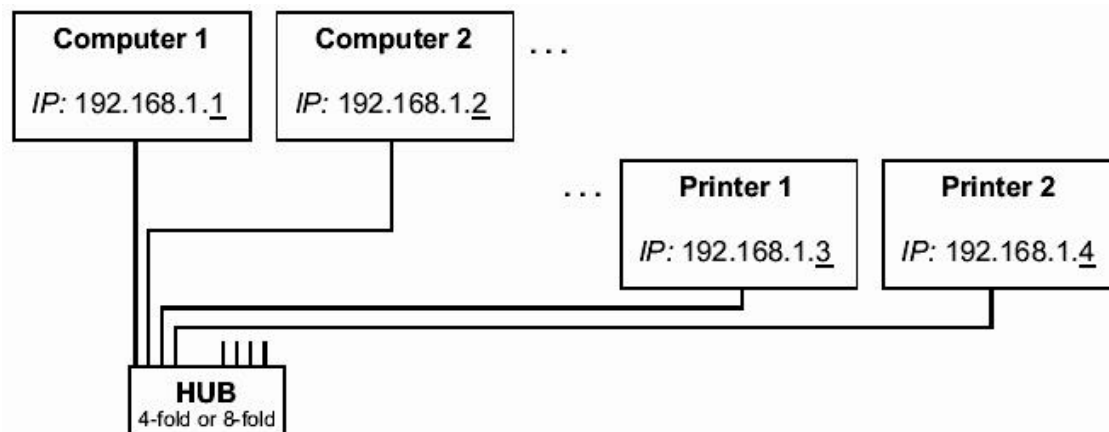 Computer 1
IP: 192.168.1.1
Computer 2
IP: 192.168.1.2
...
...
Printer 1
IP: 192.168.1.3
Printer 2
IP: 192.168.1.4
HUB
4-fold or 8-fold